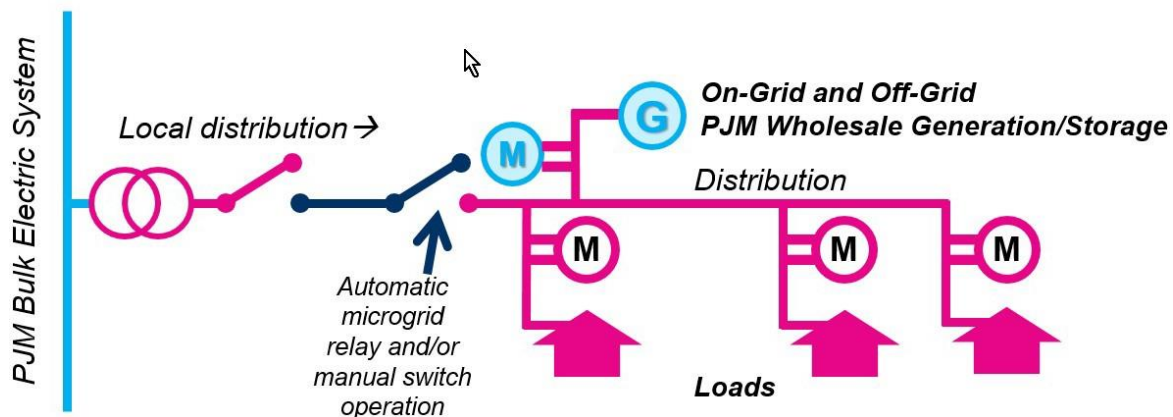 PJM Bulk Electric System
Local distribution →
M
G
On-Grid and Off-Grid
PJM Wholesale Generation/Storage
Distribution
M
M
M
Automatic
microgrid
relay and/or
manual switch
operation
Loads